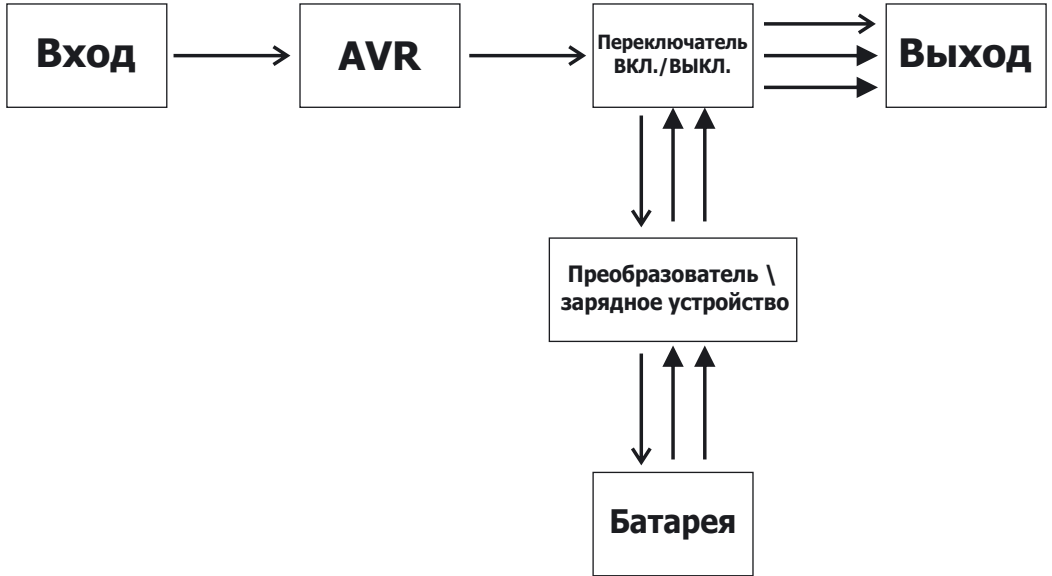 Вход
AVR
Переключатель
ВКЛ./ВЫКЛ.
Выход
Преобразователь \
зарядное устройство
Батарея